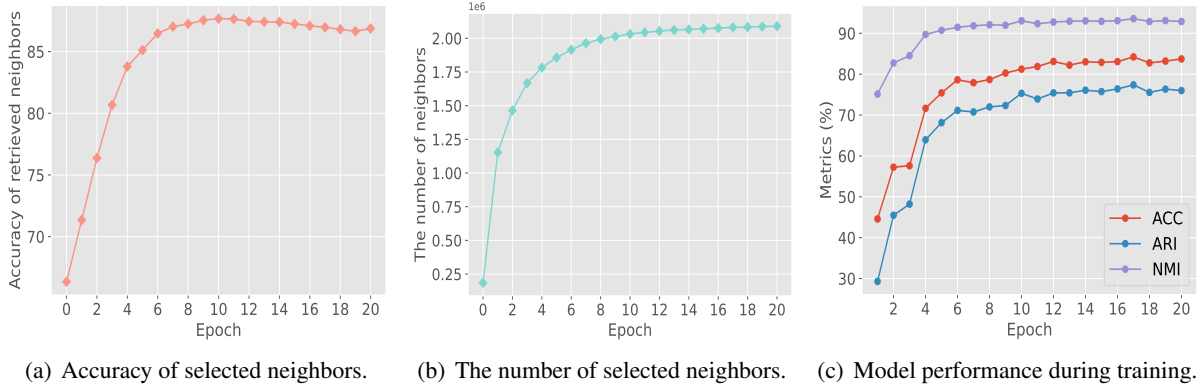 Accuracy of retrieved neighbors
85
80
75
70
0 2 4 6 8 10 12 14 16 18 20
Epoch
(a) Accuracy of selected neighbors.
1e6
The number of neighbors
2.00
1.75
1.50
1.25
1.00
0.75
0.50
0.25
0 2 4 6 8 10 12 14 16 18 20
Epoch
(b) The number of selected neighbors.
Metrics (%)
90
80
70
60
50
40
30
ACC
ARI
NMI
2 4 6 8 10 12 14 16 18 20
Epoch
(c) Model performance during training.